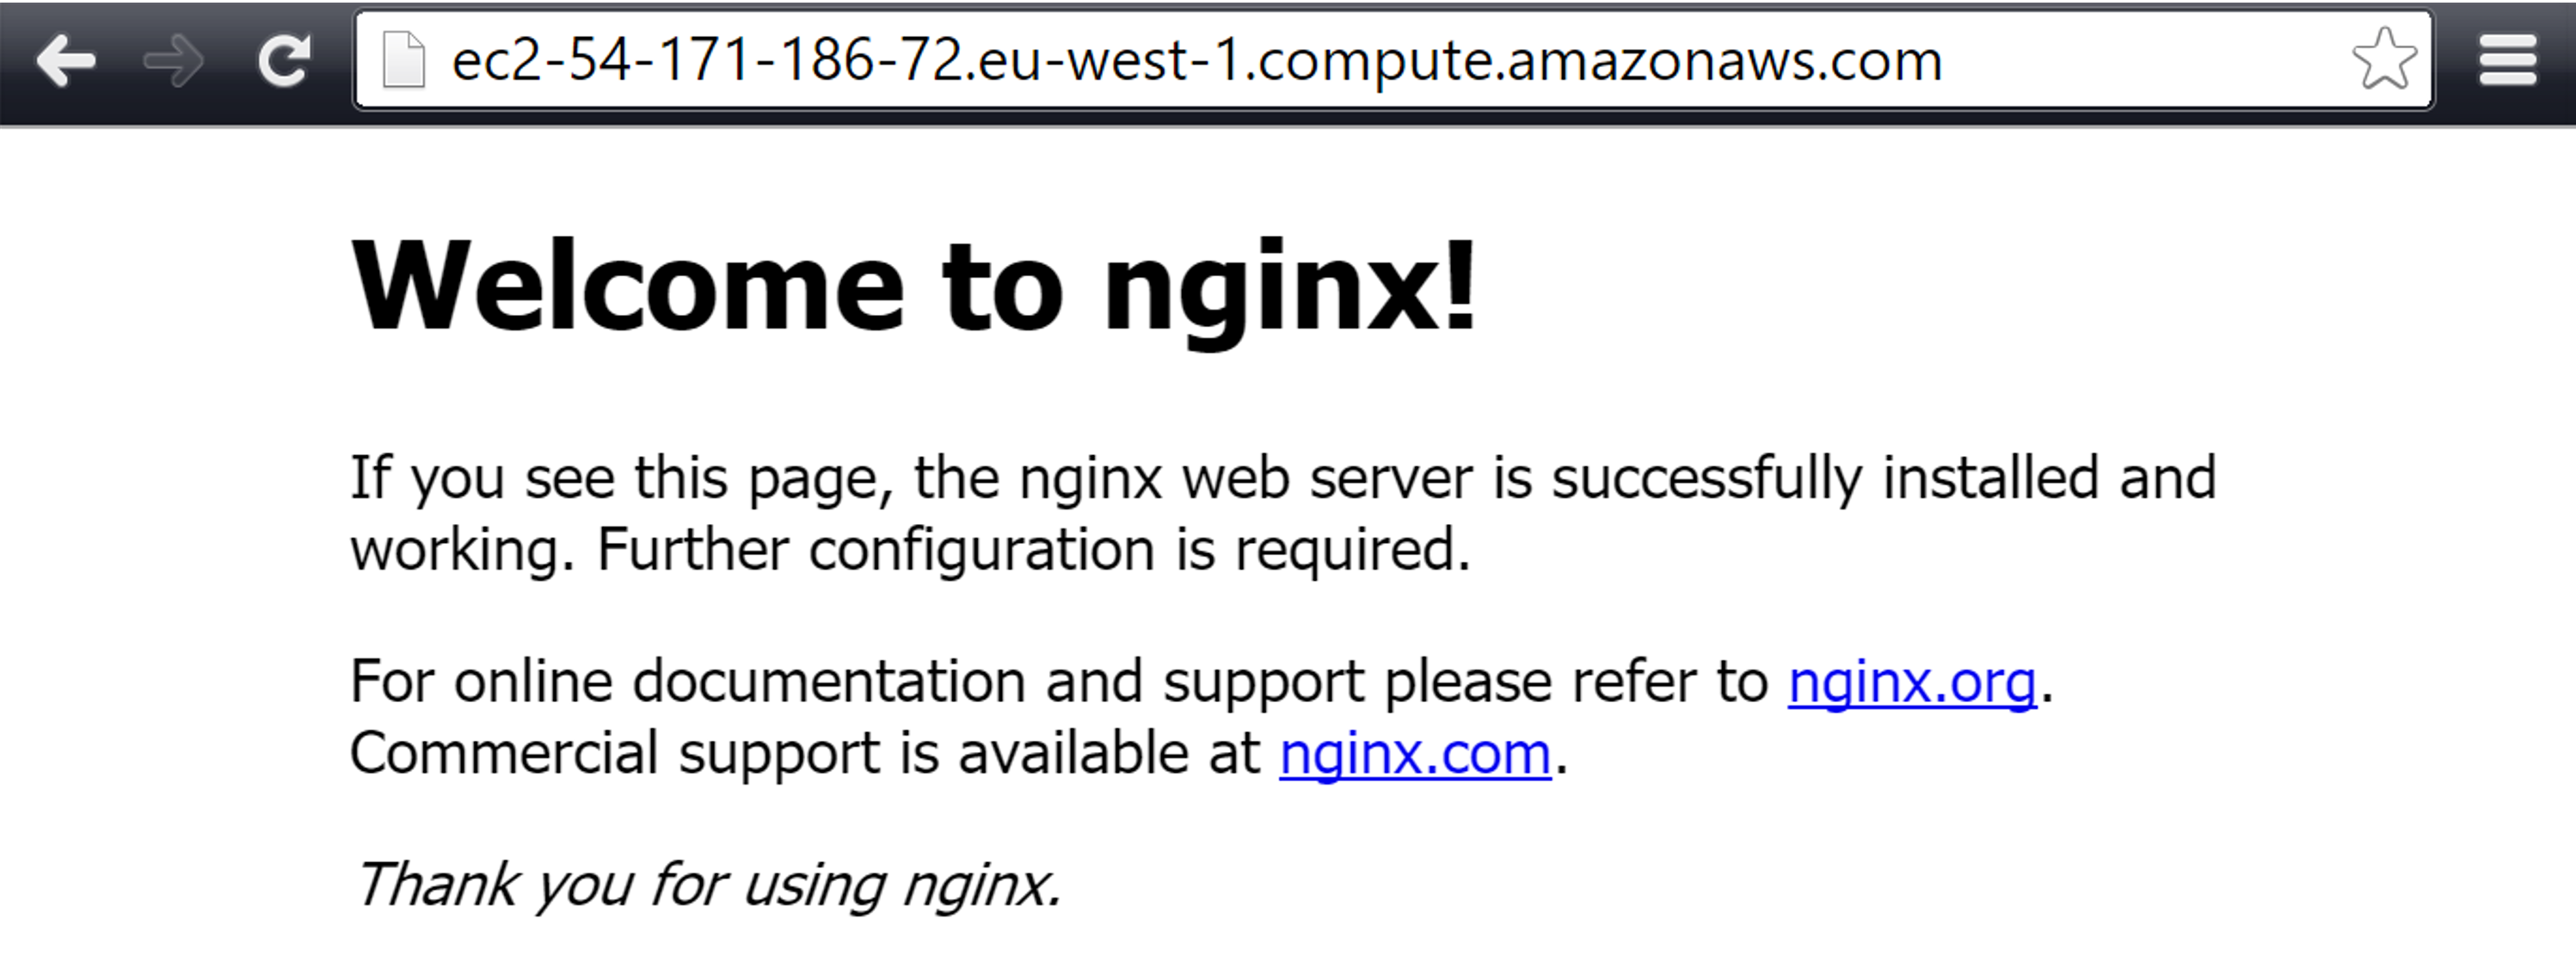 ec2-54-171-186-72.eu-west-1.compute.amazonaws.com
Welcome to nginx!
If you see this page, the nginx web server is successfully installed and
working. Further configuration is required.
For online documentation and support please refer to nginx.org.
Commercial support is available at nginx.com.
Thank you for using nginx.